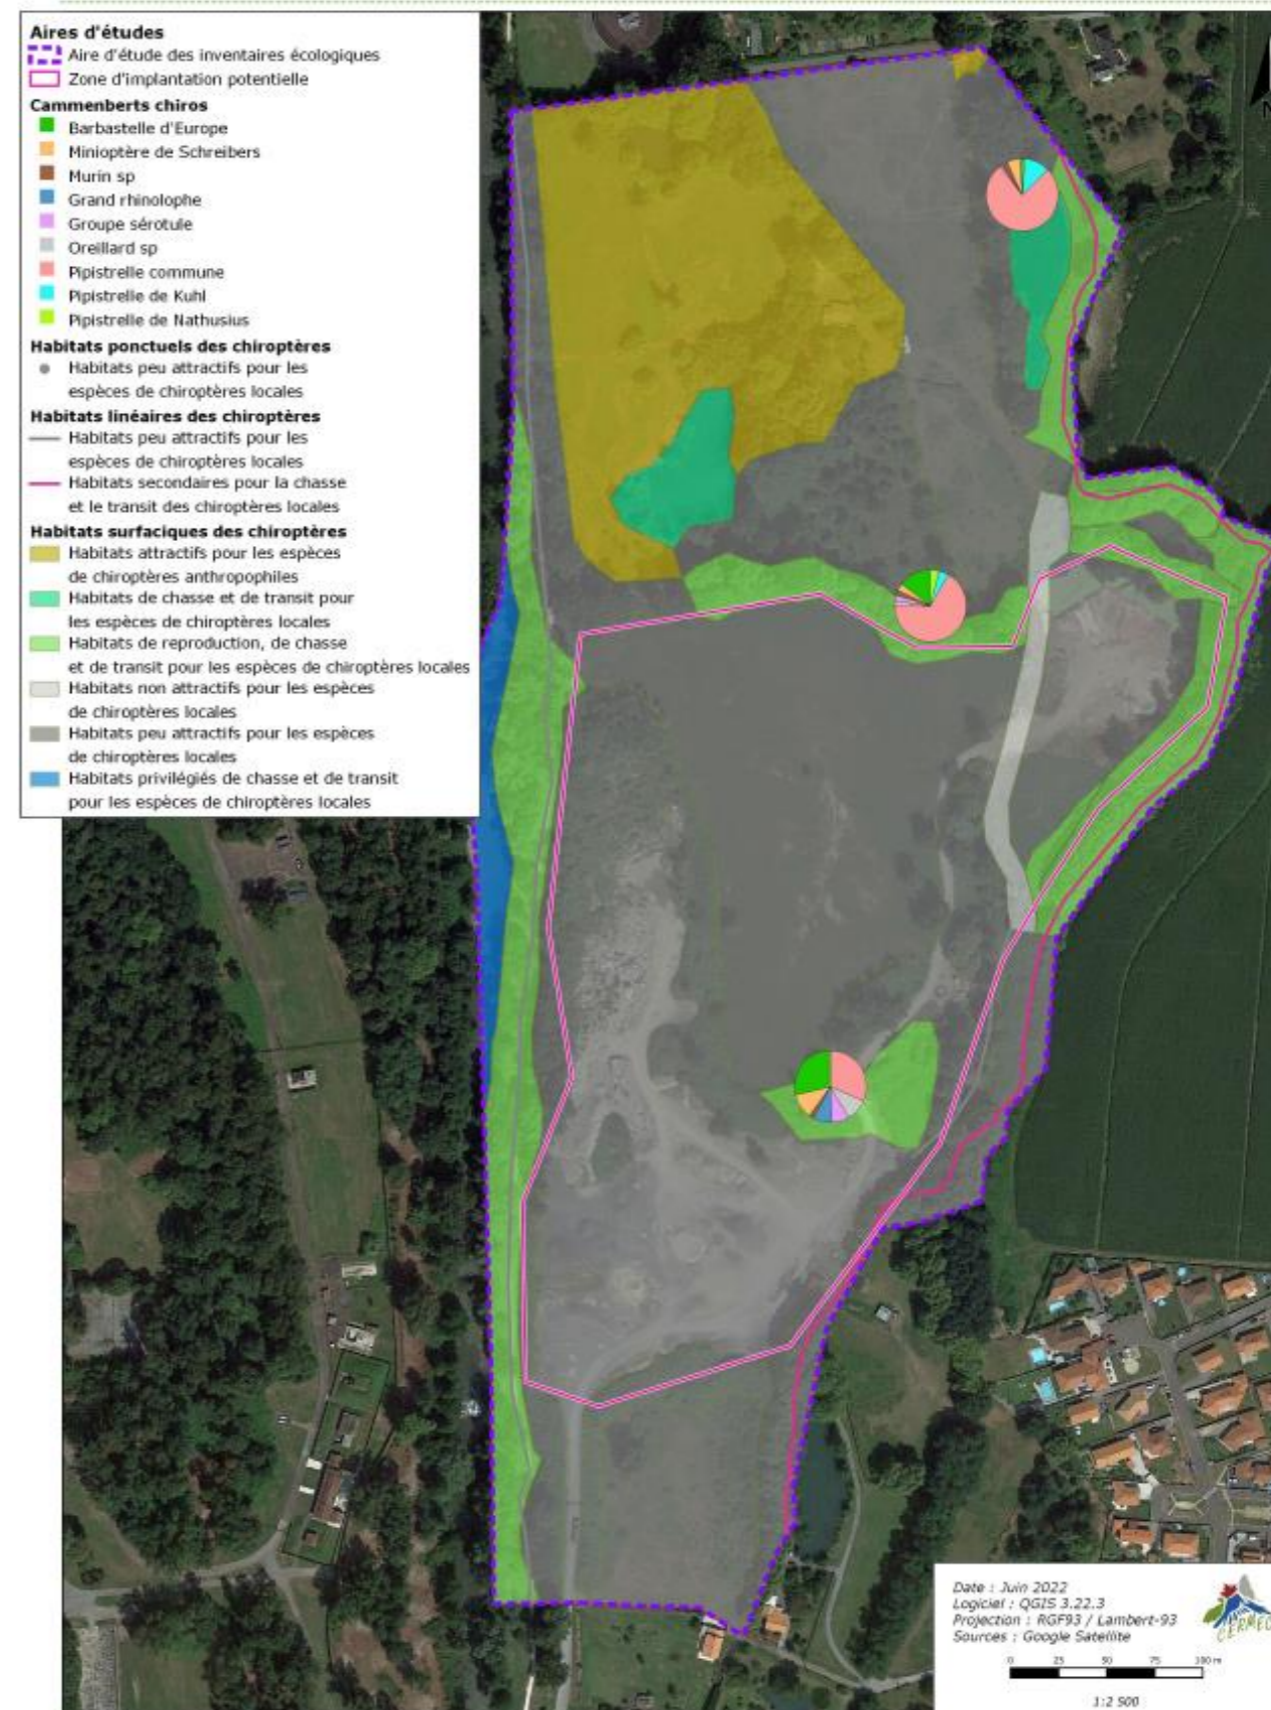 Aires d'études
Aire d'étude des inventaires écologiques
Zone d'implantation potentielle
Cammenberts chiros
Barbastelle d'Europe
Minioptère de Schreibers
Murin sp
Grand rhinolophe
Groupe sérotule
Oreillard sp
Pipistrelle commune
Pipistrelle de Kuhl
Pipistrelle de Nathusius
Habitats ponctuels des chiroptères
Habitats peu attractifs pour les
espèces de chiroptères locales
Habitats linéaires des chiroptères
Habitats peu attractifs pour les
espèces de chiroptères locales
Habitats secondaires pour la chasse
et le transit des chiroptères locales
Habitats surfaciques des chiroptères
Habitats attractifs pour les espèces
de chiroptères anthropophiles
Habitats de chasse et de transit pour
les espèces de chiroptères locales
Habitats de reproduction, de chasse
et de transit pour les espèces de chiroptères locales
Habitats non attractifs pour les espèces
de chiroptères locales
Habitats peu attractifs pour les espèces
de chiroptères locales
Habitats privilégiés de chasse et de transit
pour les espèces de chiroptères locales
N
Date : Juin 2022
Logiciel : QGIS 3.22.3
Projection : RGF93 / Lambert-93
Sources : Google Satellite
CERMECO
0 25 50 75 100 m
1:2 500